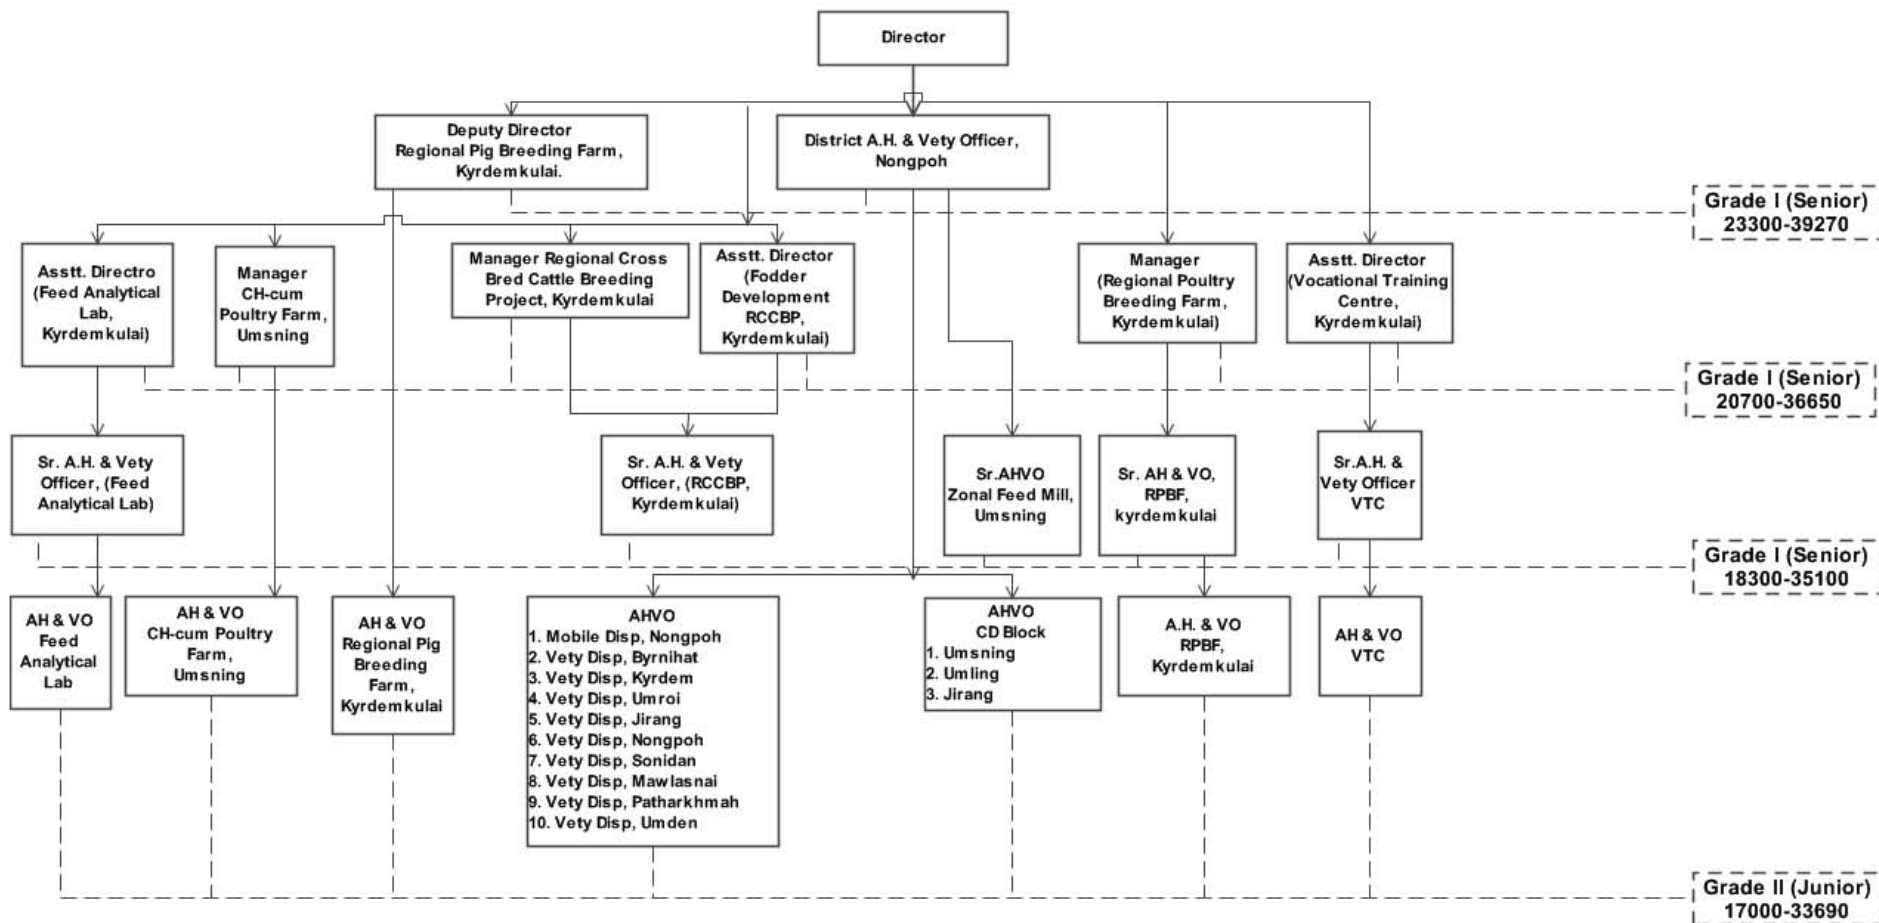 Director
Deputy Director
Regional Pig Breeding Farm,
Kyrdemkulai.
District A.H. & Vety Officer,
Nongpoh
Grade I (Senior)
23300-39270
Asstt. Directro
(Feed Analytical
Lab,
Kyrdemkulai)
Manager
CH-cum
Poultry Farm,
Umsning
Manager Regional Cross
Bred Cattle Breeding
Project, Kyrdemkulai
Asstt. Director
(Fodder
Development
RCCBP,
Kyrdemkulai)
Manager
(Regional Poultry
Breeding Farm,
Kyrdemkulai)
Asstt. Director
(Vocational Training
Centre,
Kyrdemkulai)
Grade I (Senior)
20700-36650
Sr. A.H. & Vety
Officer, (Feed
Analytical Lab)
Sr. A.H. & Vety
Officer, (RCCBP,
Kyrdemkulai)
Sr.AHVO
Zonal Feed Mill,
Umsning
Sr. AH & VO,
RPBF,
kyrdemkulai
Sr.A.H. &
Vety Officer
VTC
Grade I (Senior)
18300-35100
AH & VO
Feed
Analytical
Lab
AH & VO
CH-cum Poultry
Farm,
Umsning
AH & VO
Regional Pig
Breeding
Farm,
Kyrdemkulai
AHVO
1. Mobile Disp, Nongpoh
2. Vety Disp, Byrnihat
3. Vety Disp, Kyrdem
4. Vety Disp, Umroi
5. Vety Disp, Jirang
6. Vety Disp, Nongpoh
7. Vety Disp, Sonidan
8. Vety Disp, Mawlasnai
9. Vety Disp, Patharkhmah
10. Vety Disp, Umden
AHVO
CD Block
1. Umsning
2. Umling
3. Jirang
A.H. & VO
RPBF,
Kyrdemkulai
AH & VO
VTC
Grade II (Junior)
17000-33690